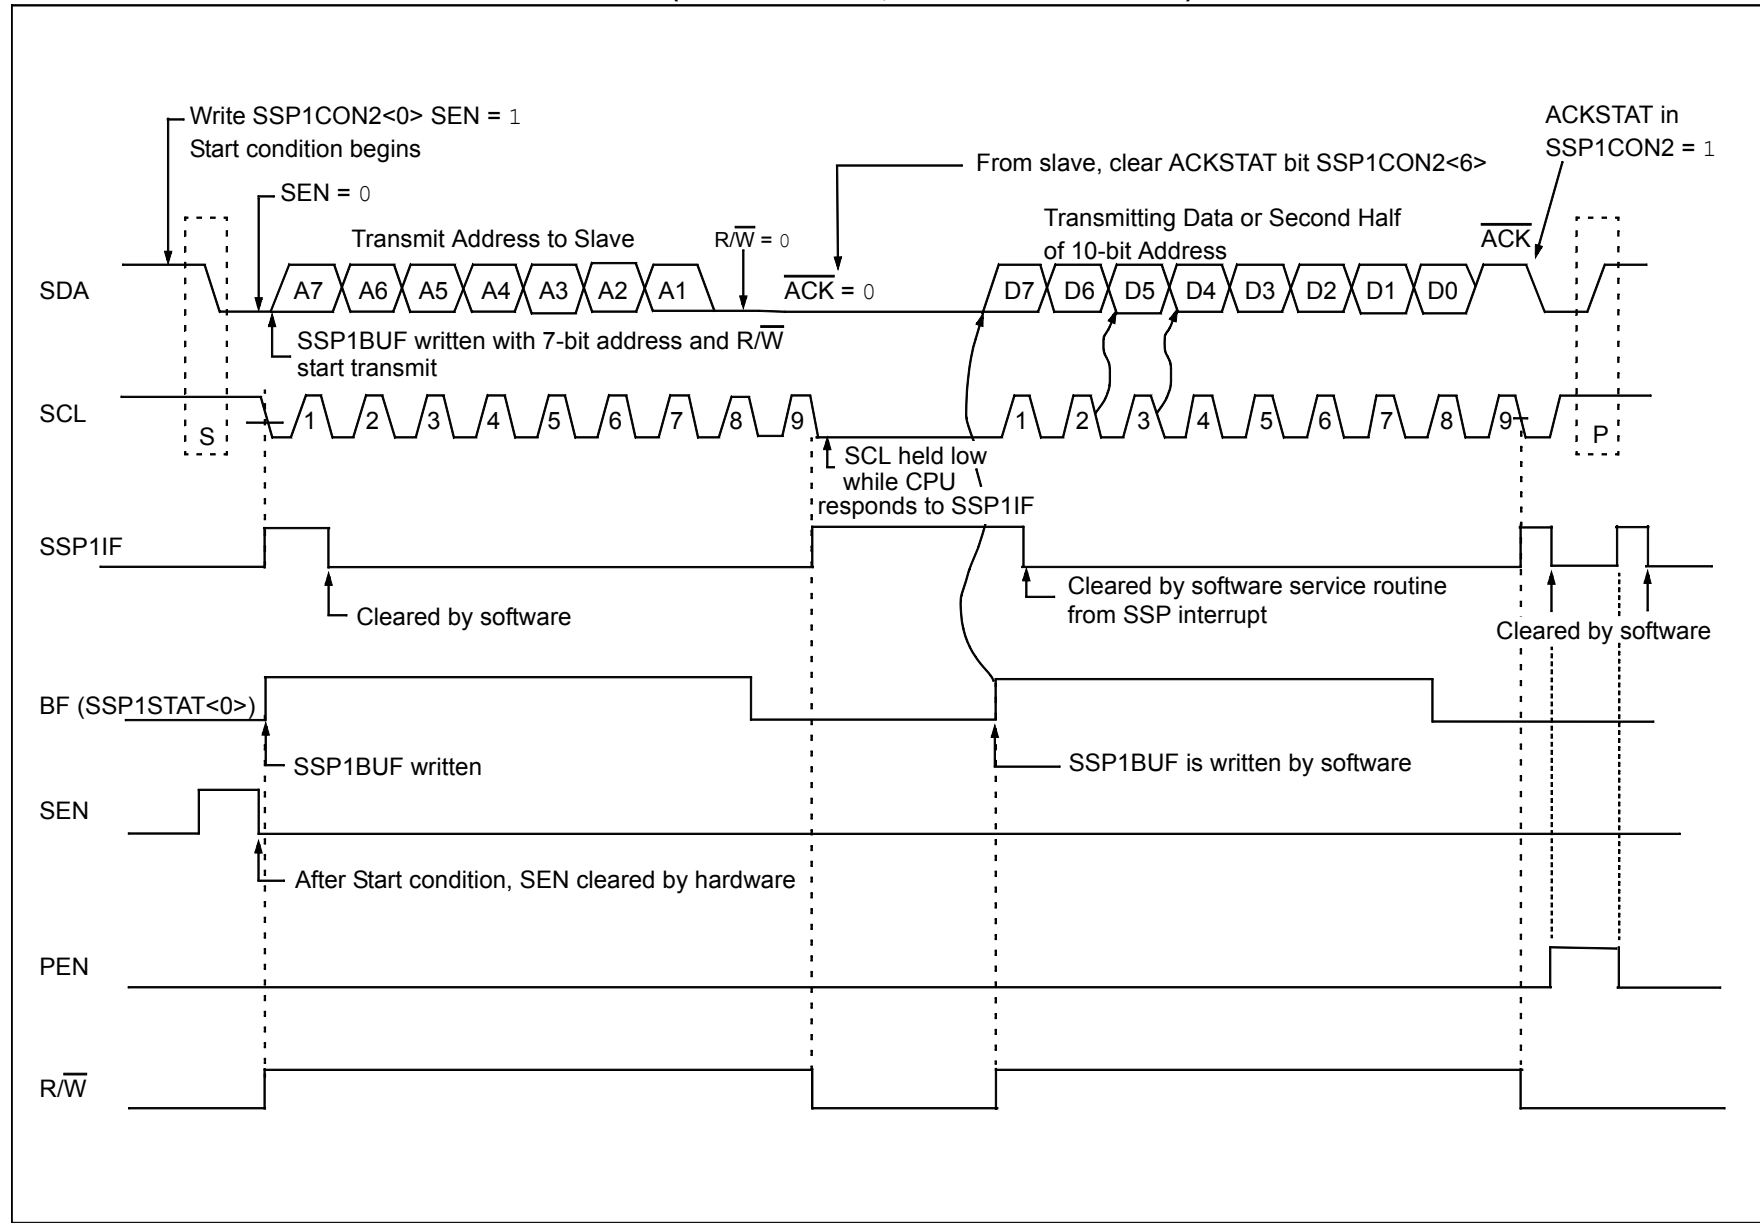 Write SSP1CON2<0> SEN = 1
Start condition begins
ACKSTAT in
SSP1CON2 = 1
From slave, clear ACKSTAT bit SSP1CON2<6>
SEN = 0
Transmitting Data or Second Half
of 10-bit Address
Transmit Address to Slave
R/W̅ = 0
A̅C̅K̅
SDA
A7 A6 A5 A4 A3 A2 A1
A̅C̅K̅ = 0
D7 D6 D5 D4 D3 D2 D1 D0
SSP1BUF written with 7-bit address and R/W̅
start transmit
SCL
S
1 2 3 4 5 6 7 8 9
1 2 3 4 5 6 7 8 9
P
SCL held low
while CPU
responds to SSP1IF
SSP1IF
Cleared by software
Cleared by software service routine
from SSP interrupt
Cleared by software
BF (SSP1STAT<0>)
SSP1BUF written
SSP1BUF is written by software
SEN
After Start condition, SEN cleared by hardware
PEN
R/W̅